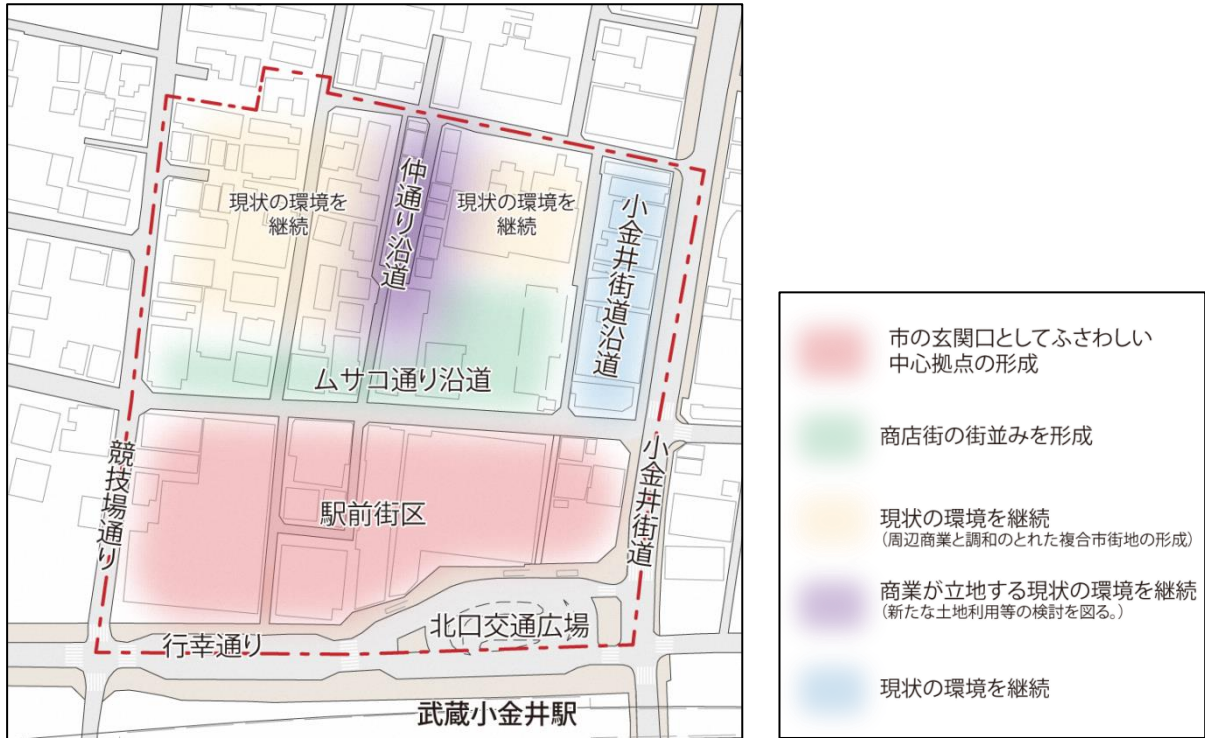 現状の環境を
継続
仲通り沿道
現状の環境を
継続
小金井街道沿道
ムサコ通り沿道
競技場通り
駅前街区
小金井街道
北口交通広場
行幸通り
武蔵小金井駅
市の玄関口としてふさわしい
中心拠点の形成
商店街の街並みを形成
現状の環境を継続
(周辺商業と調和のとれた複合市街地の形成)
商業が立地する現状の環境を継続
(新たな土地利用等の検討を図る。)
現状の環境を継続